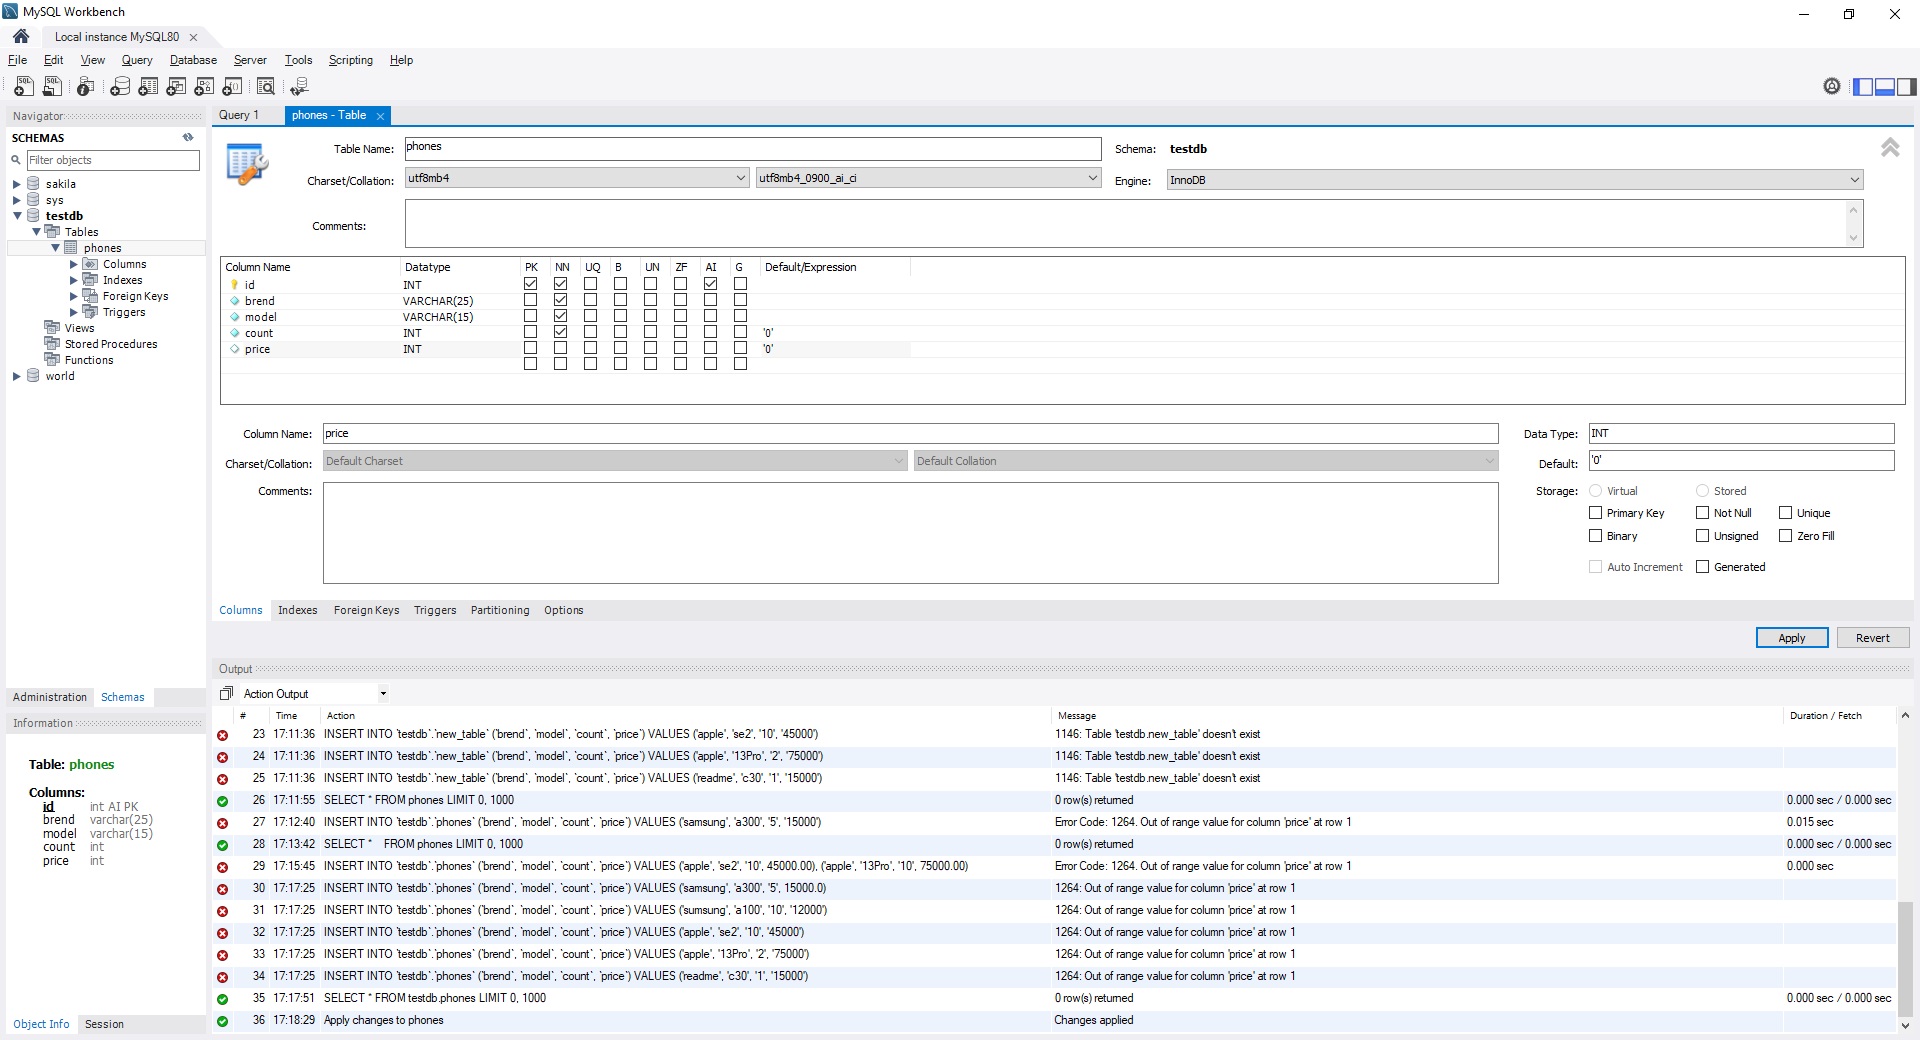 MySQL Workbench
Local instance MySQL80
File Edit View Query Database Server Tools Scripting Help
Navigator
SCHEMAS
Filter objects
sakila
sys
testdb
Tables
phones
Columns
Indexes
Foreign Keys
Triggers
Views
Stored Procedures
Functions
world
Administration Schemas
Information
Table: phones
Columns:
id int AI PK
brend varchar(25)
model varchar(15)
count int
price int
Object Info Session
Query 1 phones - Table
Table Name: phones Schema: testdb
Charset/Collation: utf8mb4 utf8mb4_0900_ai_ci Engine: InnoDB
Comments:
Column Name Datatype PK NN UQ B UN ZF AI G Default/Expression
id INT
brend VARCHAR(25)
model VARCHAR(15)
count INT '0'
price INT '0'
Column Name: price Data Type: INT
Charset/Collation: Default Charset Default Collation Default: '0'
Comments: Storage: Virtual Stored
Primary Key Not Null Unique
Binary Unsigned Zero Fill
Auto Increment Generated
Columns Indexes Foreign Keys Triggers Partitioning Options
Apply Revert
Output
Action Output
# Time Action Message Duration / Fetch
23 17:11:36 INSERT INTO `testdb`.`new_table` (`brend`, `model`, `count`, `price`) VALUES ('apple', 'se2', '10', '45000') 1146: Table 'testdb.new_table' doesn't exist
24 17:11:36 INSERT INTO `testdb`.`new_table` (`brend`, `model`, `count`, `price`) VALUES ('apple', '13Pro', '2', '75000') 1146: Table 'testdb.new_table' doesn't exist
25 17:11:36 INSERT INTO `testdb`.`new_table` (`brend`, `model`, `count`, `price`) VALUES ('readme', 'c30', '1', '15000') 1146: Table 'testdb.new_table' doesn't exist
26 17:11:55 SELECT * FROM phones LIMIT 0, 1000 0 row(s) returned 0.000 sec / 0.000 sec
27 17:12:40 INSERT INTO `testdb`.`phones` (`brend`, `model`, `count`, `price`) VALUES ('samsung', 'a300', '5', '15000') Error Code: 1264. Out of range value for column 'price' at row 1 0.015 sec
28 17:13:42 SELECT * FROM phones LIMIT 0, 1000 0 row(s) returned 0.000 sec / 0.000 sec
29 17:15:45 INSERT INTO `testdb`.`phones` (`brend`, `model`, `count`, `price`) VALUES ('apple', 'se2', '10', 45000.00), ('apple', '13Pro', '10', 75000.00) Error Code: 1264. Out of range value for column 'price' at row 1 0.000 sec
30 17:17:25 INSERT INTO `testdb`.`phones` (`brend`, `model`, `count`, `price`) VALUES ('samsung', 'a300', '5', 15000.0) 1264: Out of range value for column 'price' at row 1
31 17:17:25 INSERT INTO `testdb`.`phones` (`brend`, `model`, `count`, `price`) VALUES ('sumsung', 'a100', '10', '12000') 1264: Out of range value for column 'price' at row 1
32 17:17:25 INSERT INTO `testdb`.`phones` (`brend`, `model`, `count`, `price`) VALUES ('apple', 'se2', '10', '45000') 1264: Out of range value for column 'price' at row 1
33 17:17:25 INSERT INTO `testdb`.`phones` (`brend`, `model`, `count`, `price`) VALUES ('apple', '13Pro', '2', '75000') 1264: Out of range value for column 'price' at row 1
34 17:17:25 INSERT INTO `testdb`.`phones` (`brend`, `model`, `count`, `price`) VALUES ('readme', 'c30', '1', '15000') 1264: Out of range value for column 'price' at row 1
35 17:17:51 SELECT * FROM testdb.phones LIMIT 0, 1000 0 row(s) returned 0.000 sec / 0.000 sec
36 17:18:29 Apply changes to phones Changes applied